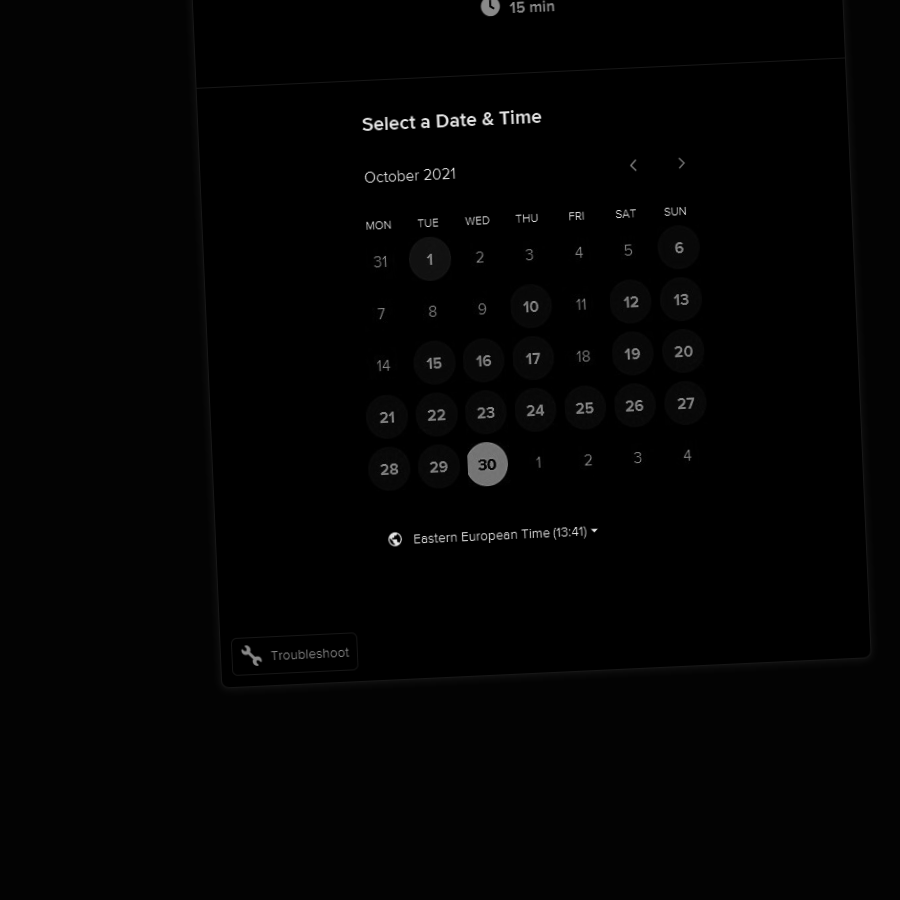 15 min
Select a Date & Time
October 2021
MON TUE WED THU FRI SAT SUN
31 1 2 3 4 5 6
7 8 9 10 11 12 13
14 15 16 17 18 19 20
21 22 23 24 25 26 27
28 29 30 1 2 3 4
Eastern European Time (13:41)
Troubleshoot